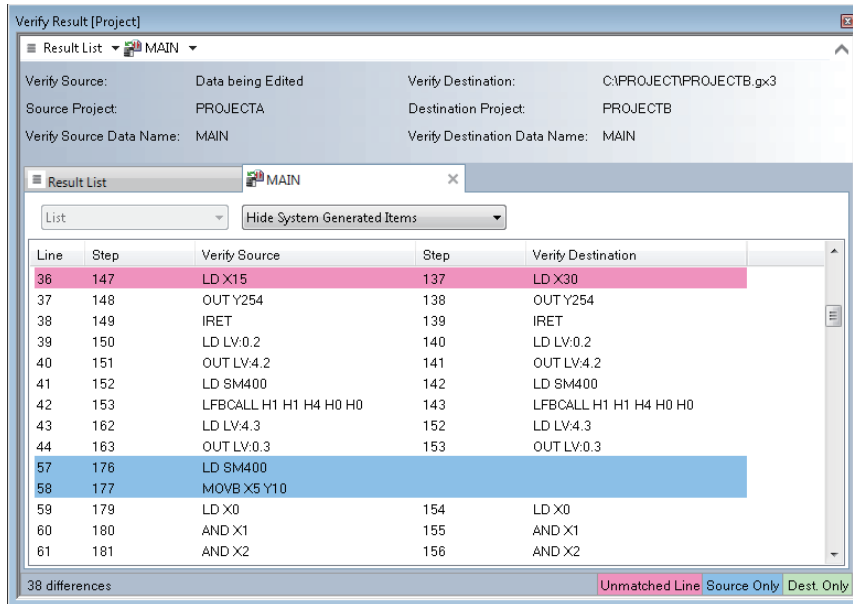 Verify Result [Project]
Result List MAIN
Verify Source: Data being Edited Verify Destination: C:\PROJECT\PROJECTB.gx3
Source Project: PROJECTA Destination Project: PROJECTB
Verify Source Data Name: MAIN Verify Destination Data Name: MAIN
Result List MAIN
List Hide System Generated Items
Line Step Verify Source Step Verify Destination
36 147 LD X15 137 LD X30
37 148 OUT Y254 138 OUT Y254
38 149 IRET 139 IRET
39 150 LD LV:0.2 140 LD LV:0.2
40 151 OUT LV:4.2 141 OUT LV:4.2
41 152 LD SM400 142 LD SM400
42 153 LFBCALL H1 H1 H4 H0 H0 143 LFBCALL H1 H1 H4 H0 H0
43 162 LD LV:4.3 152 LD LV:4.3
44 163 OUT LV:0.3 153 OUT LV:0.3
57 176 LD SM400
58 177 MOVB X5 Y10
59 179 LD X0 154 LD X0
60 180 AND X1 155 AND X1
61 181 AND X2 156 AND X2
38 differences Unmatched Line Source Only Dest. Only